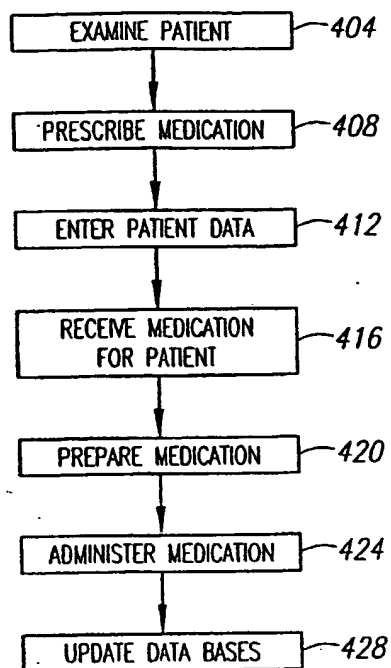 EXAMINE PATIENT 404
PRESCRIBE MEDICATION 408
ENTER PATIENT DATA 412
RECEIVE MEDICATION
FOR PATIENT 416
PREPARE MEDICATION 420
ADMINISTER MEDICATION 424
UPDATE DATA BASES 428